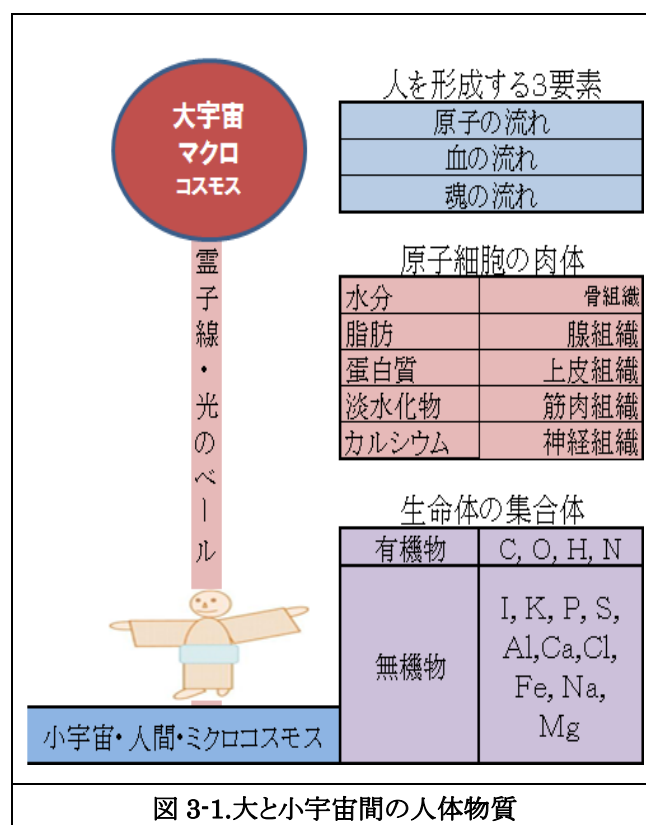 大宇宙
マクロ
コスモス
霊子線・光のベール
小宇宙・人間・ミクロコスモス
人を形成する3要素
原子の流れ
血の流れ
魂の流れ
原子細胞の肉体
水分 骨組織
脂肪 腺組織
蛋白質 上皮組織
淡水化物 筋肉組織
カルシウム 神経組織
生命体の集合体
有機物 C, O, H, N
無機物 I, K, P, S,
Al,Ca,Cl,
Fe, Na,
Mg
図 3-1.大と小宇宙間の人体物質